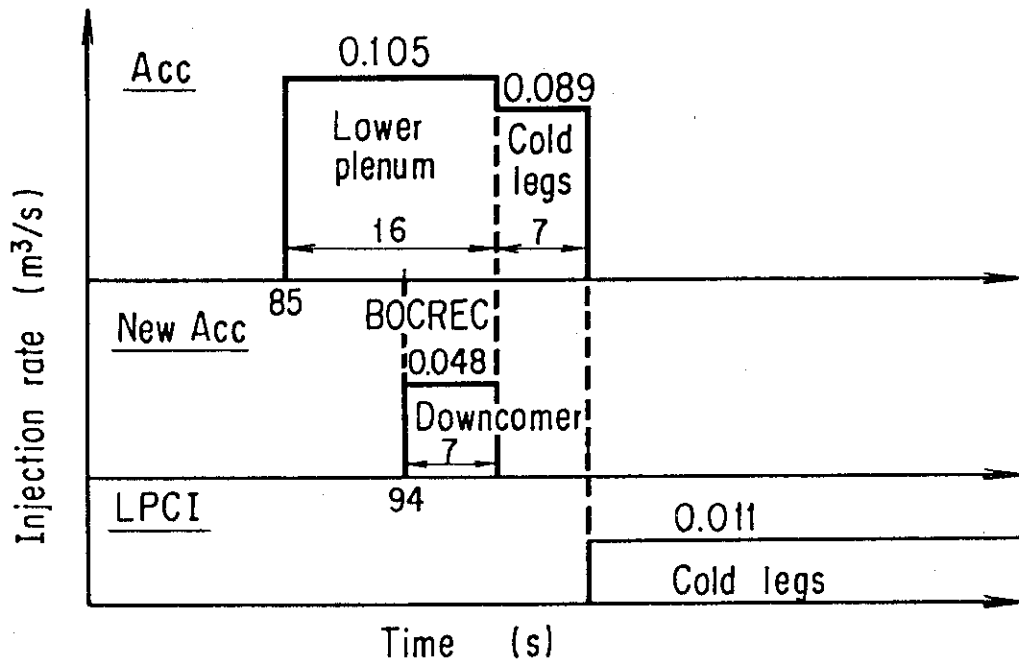 Acc
0.105
0.089
Lower
plenum
Cold
legs
16
7
85
BOCREC
New Acc
0.048
Downcomer
7
94
LPCI
0.011
Cold legs
Injection rate (m³/s)
Time (s)